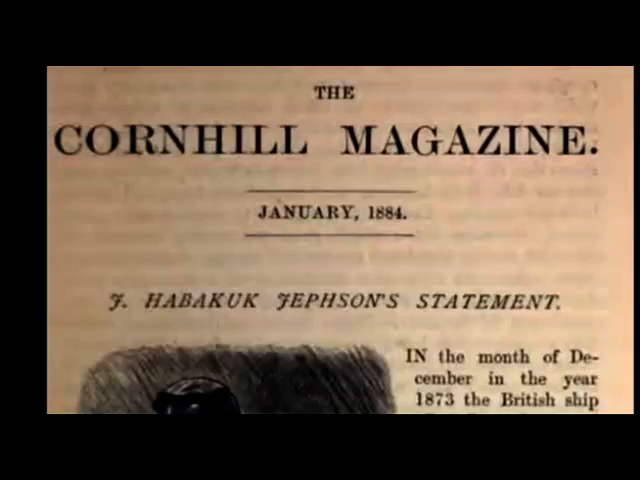 THE
CORNHILL MAGAZINE.
JANUARY, 1884.
J. HABAKUK JEPHSON'S STATEMENT.
IN the month of De-
cember in the year
1873 the British ship